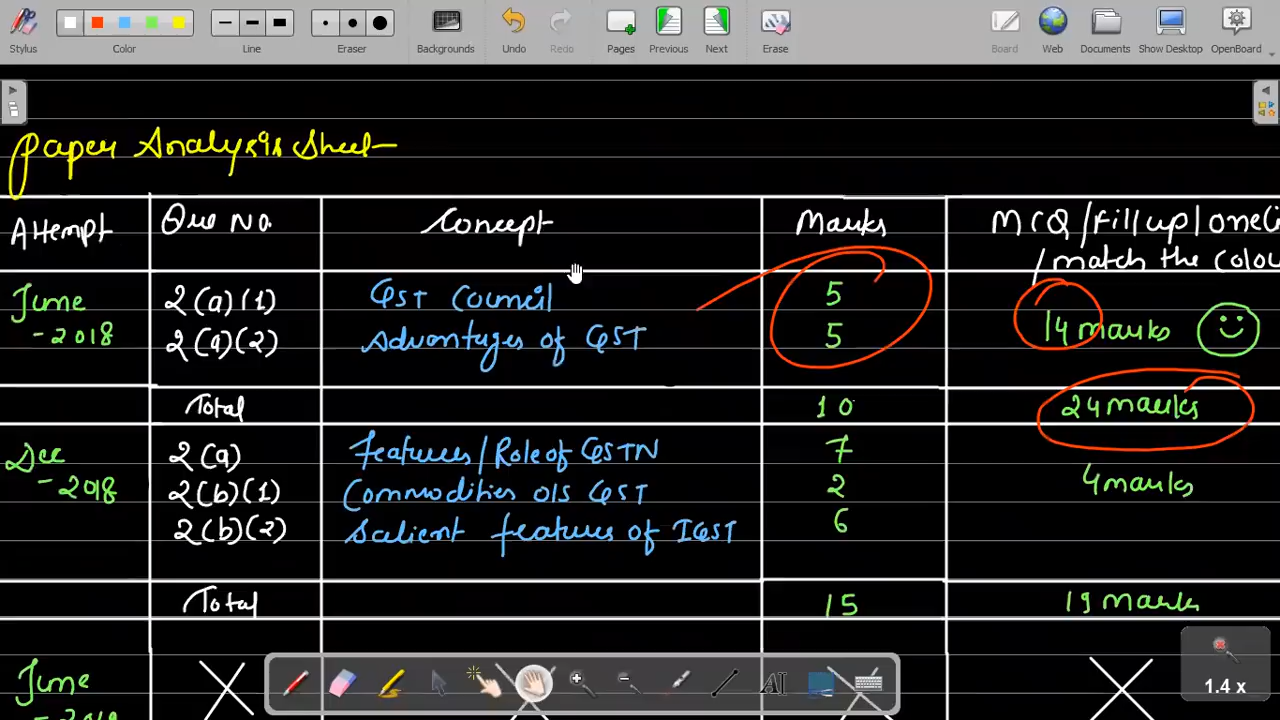 Stylus Color Line Eraser Backgrounds Undo Redo Pages Previous Next Erase Board Web Documents Show Desktop OpenBoard
Paper Analysis Sheet
Attempt Que No. Concept Marks MCQ/Fill up/oneli
/match the colou
June 2(a)(1) GST Council 5
-2018 2(a)(2) Advantages of GST 5 14 marks
Total 10 24 marks
Dec 2(a) Features/Role of GSTN 7
-2018 2(b)(1) Commodities o/s GST 2 4 marks
2(b)(2) Salient features of IGST 6
Total 15 19 mark
June
AI
1.4 x